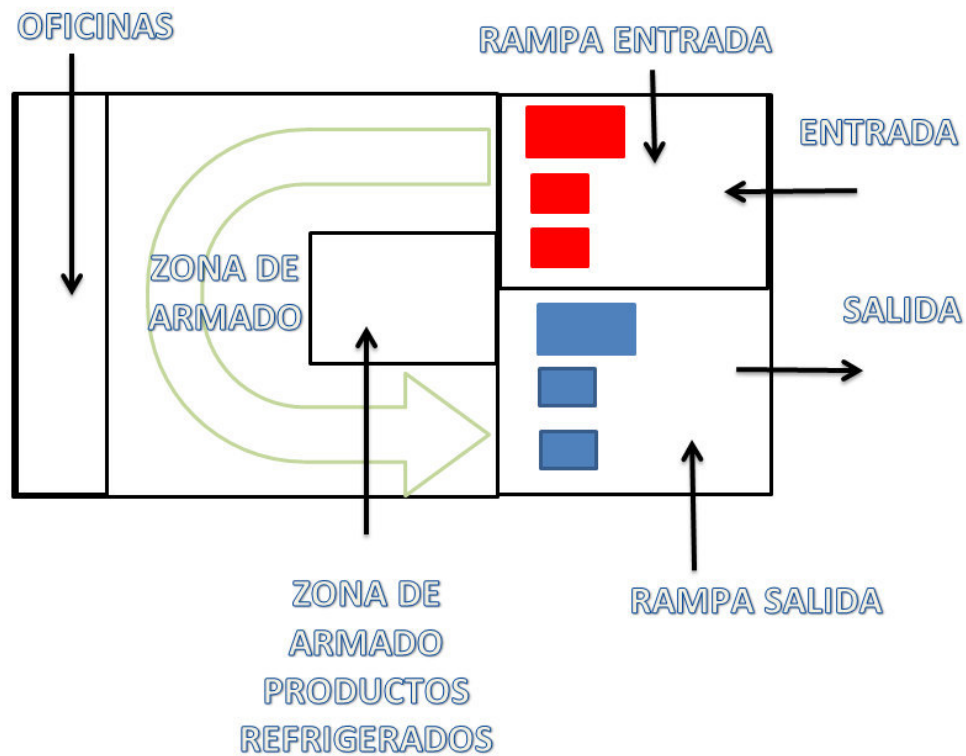 OFICINAS
RAMPA ENTRADA
ENTRADA
ZONA DE
ARMADO
SALIDA
RAMPA SALIDA
ZONA DE
ARMADO
PRODUCTOS
REFRIGERADOS